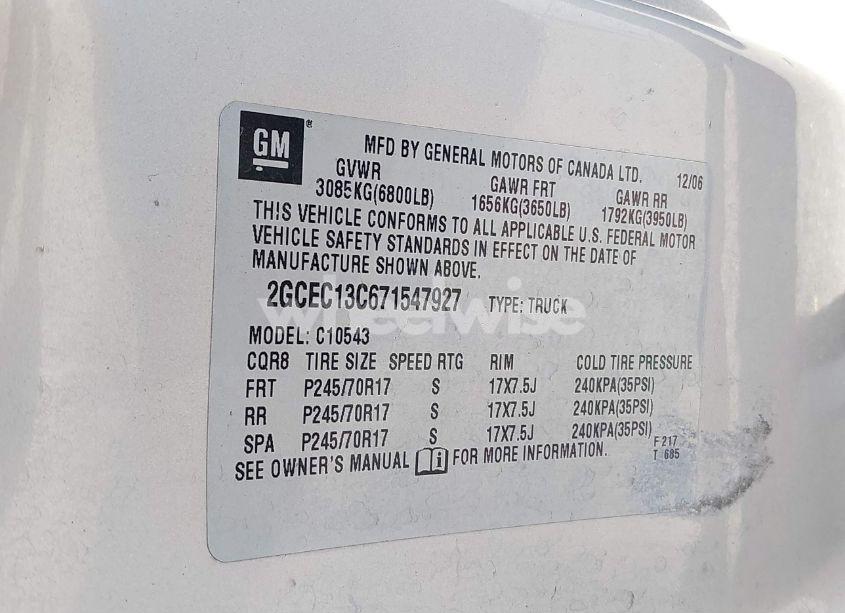 GM
MFD BY GENERAL MOTORS OF CANADA LTD. 12/06
GVWR GAWR FRT GAWR RR
3085KG(6800LB) 1656KG(3650LB) 1792KG(3950LB)
THIS VEHICLE CONFORMS TO ALL APPLICABLE U.S. FEDERAL MOTOR
VEHICLE SAFETY STANDARDS IN EFFECT ON THE DATE OF
MANUFACTURE SHOWN ABOVE.
2GCEC13C671547927 TYPE: TRUCK
wheelwise
MODEL: C10543
CQR8 TIRE SIZE SPEED RTG RIM COLD TIRE PRESSURE
FRT P245/70R17 S 17X7.5J 240KPA(35PSI)
RR P245/70R17 S 17X7.5J 240KPA(35PSI)
SPA P245/70R17 S 17X7.5J 240KPA(35PSI)
F 217
T 685
SEE OWNER'S MANUAL i FOR MORE INFORMATION.